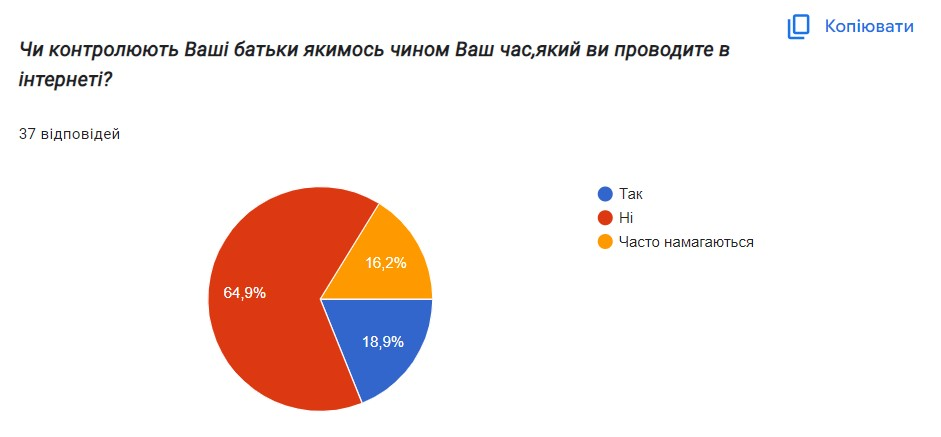 Копіювати
Чи контролюють Ваші батьки якимось чином Ваш час,який ви проводите в
інтернеті?
37 відповідей
Так
Ні
Часто намагаються
16,2%
64,9%
18,9%